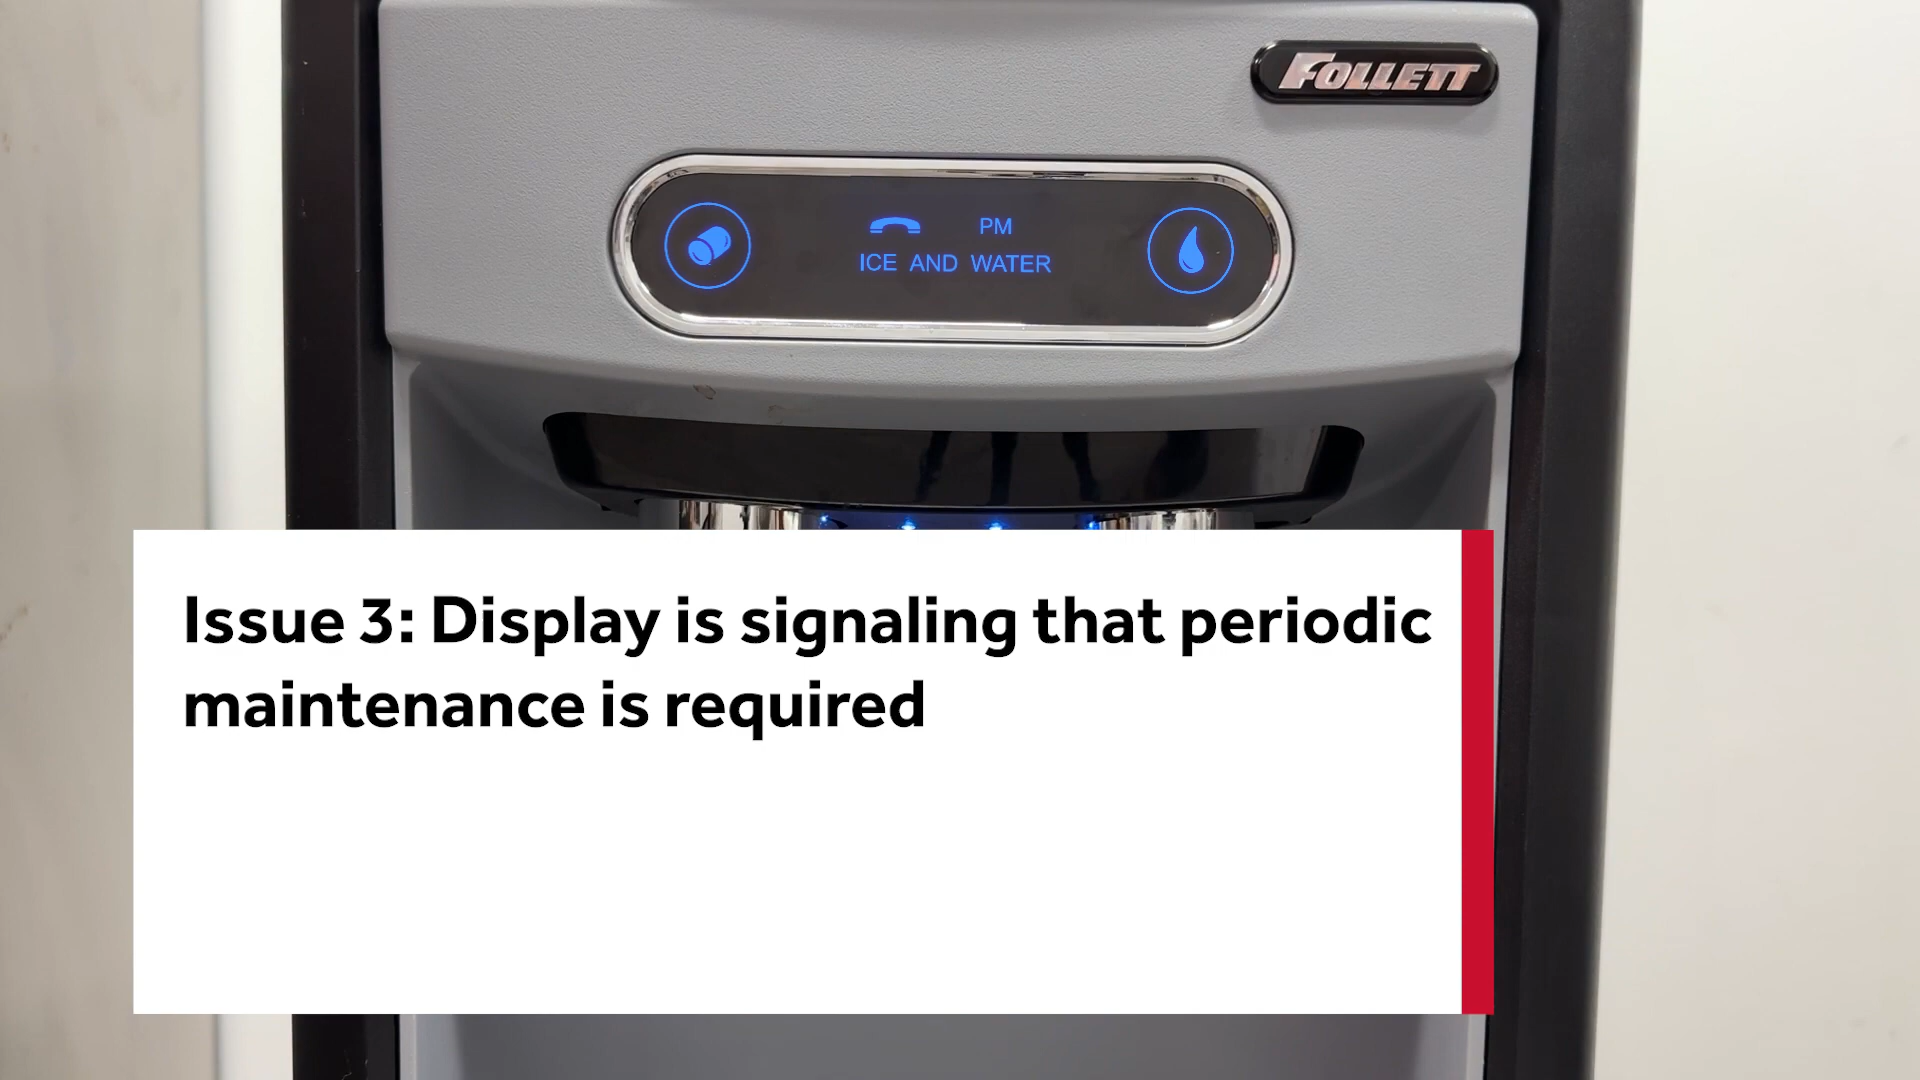 FOLLETT
PM
ICE AND WATER
Issue 3: Display is signaling that periodic
maintenance is required